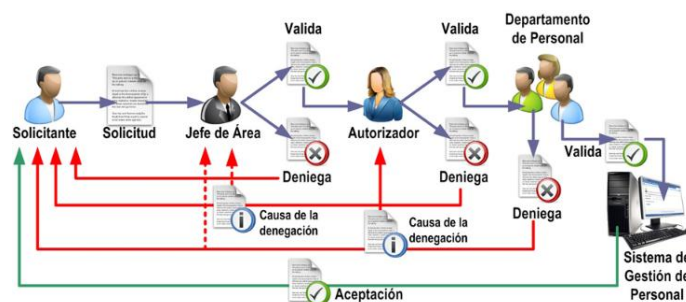 Valida
Valida
Departamento
de Personal
Solicitante
Solicitud
Jefe de Área
Autorizador
Deniega
Deniega
Valida
Deniega
Causa de la
denegación
Causa de la
denegación
Sistema de
Gestión de
Personal
Aceptación